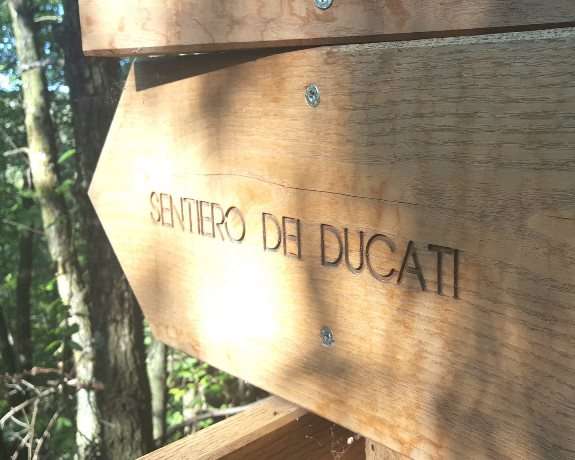 SENTIERO DEI DUCATI